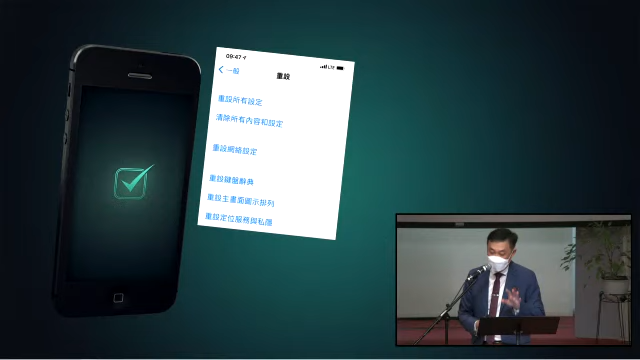 09:47
LTE
一般
重設
重設所有設定
清除所有內容和設定
重設網絡設定
重設鍵盤辭典
重設主畫面圖示排列
重設定位服務與私隱